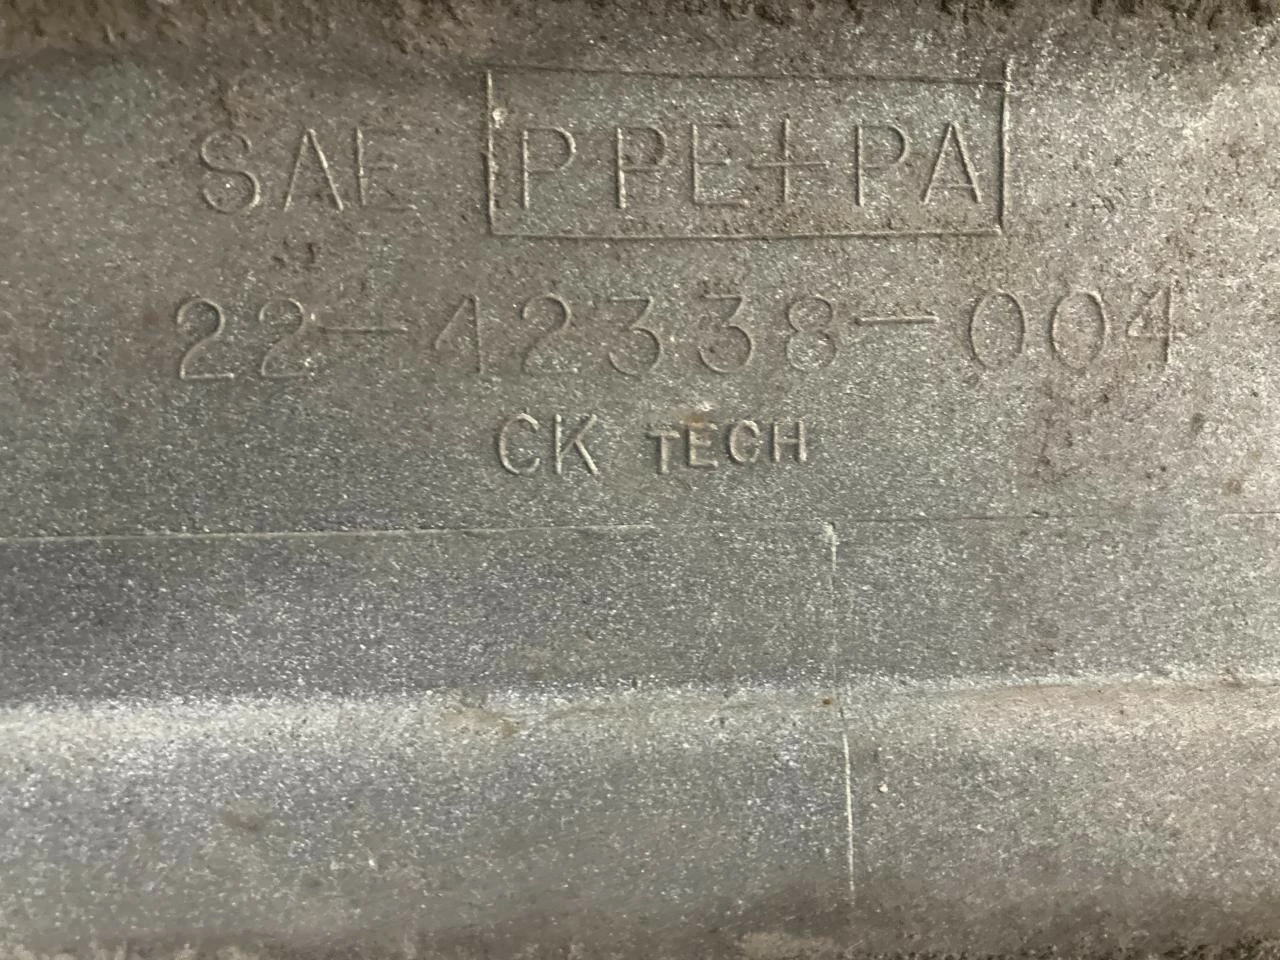 SAE PPE+PA
22-42338-004
CK TECH